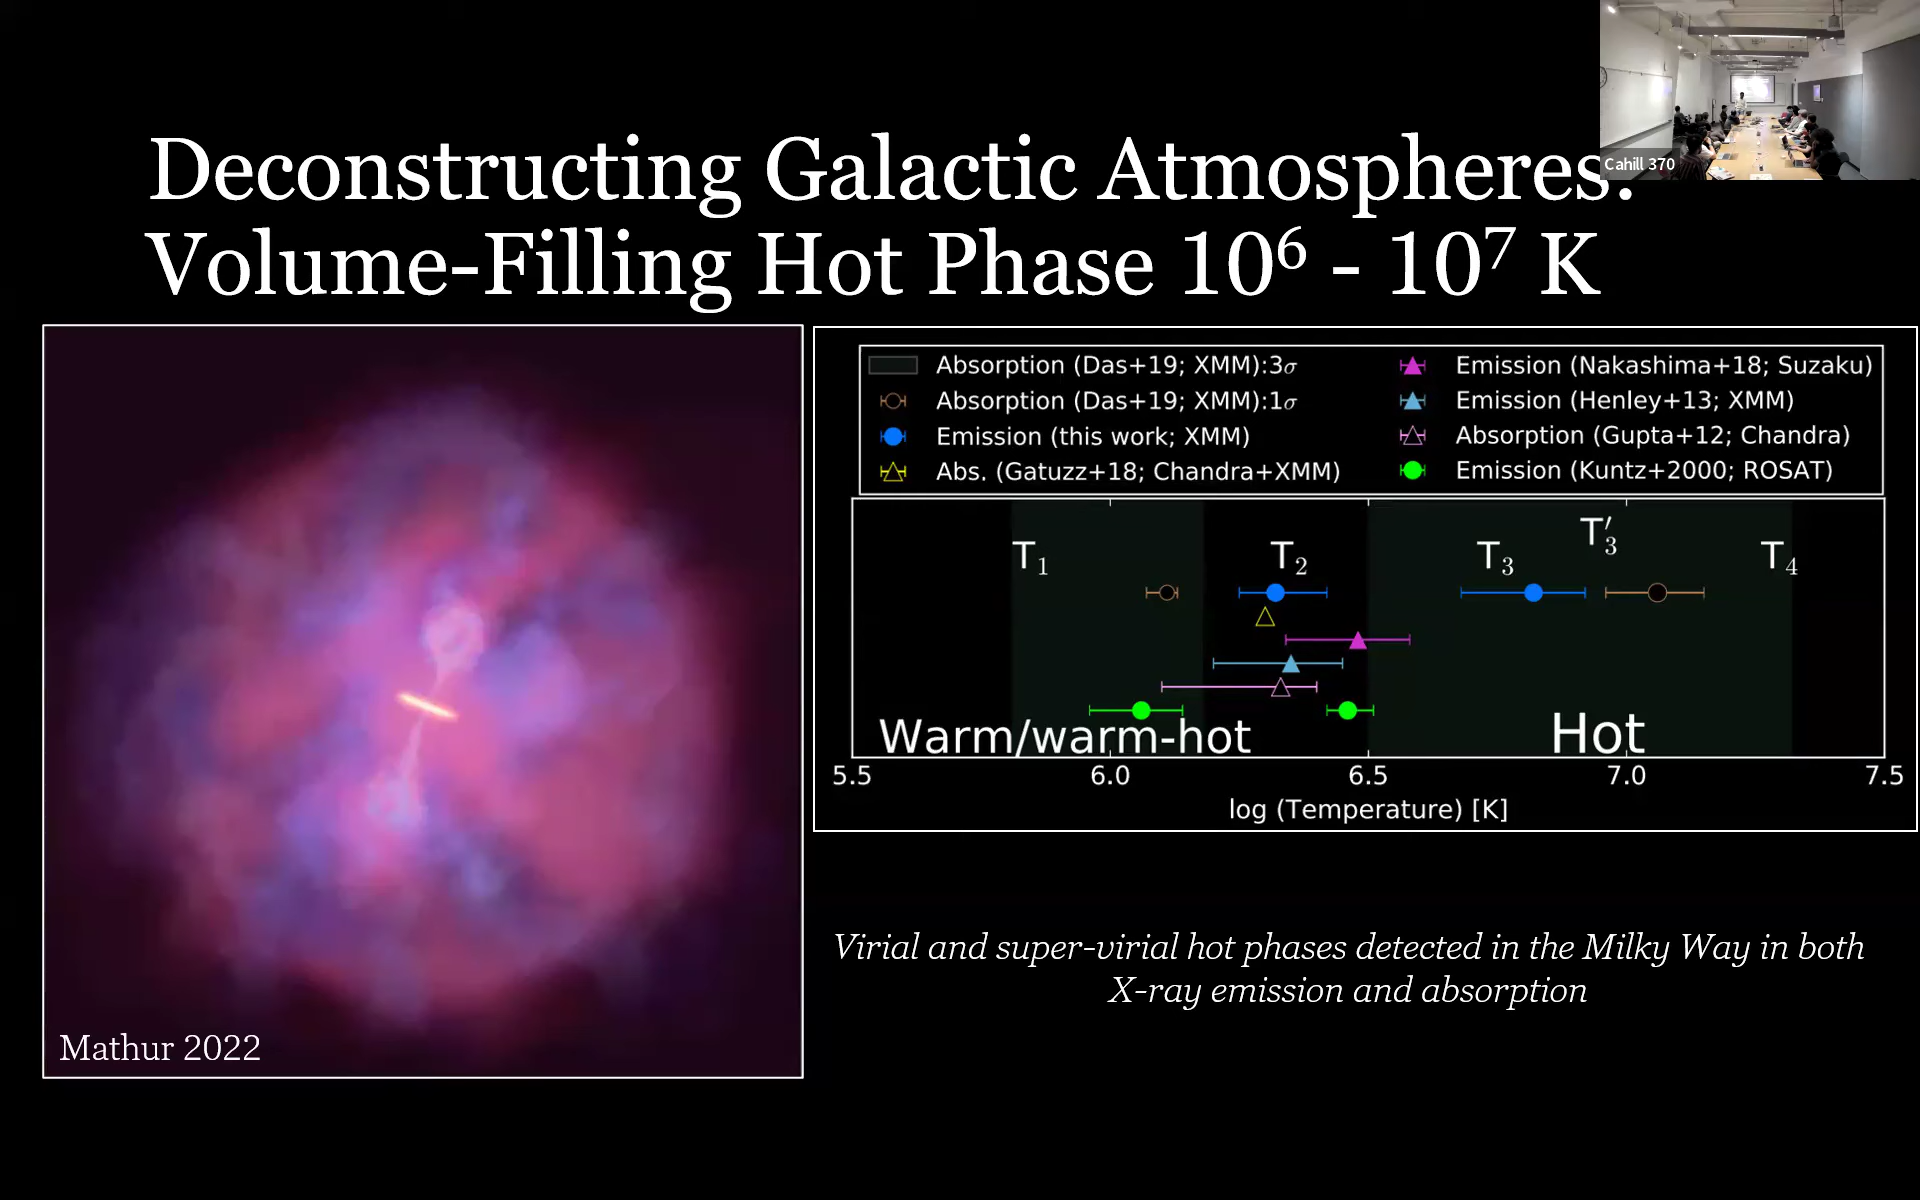 Cahill 370
Deconstructing Galactic Atmospheres:
Volume-Filling Hot Phase 10⁶ - 10⁷ K
Mathur 2022
Absorption (Das+19; XMM):3σ
Absorption (Das+19; XMM):1σ
Emission (this work; XMM)
Abs. (Gatuzz+18; Chandra+XMM)
Emission (Nakashima+18; Suzaku)
Emission (Henley+13; XMM)
Absorption (Gupta+12; Chandra)
Emission (Kuntz+2000; ROSAT)
T₁ T₂ T₃ T′₃ T₄
Warm/warm-hot Hot
5.5 6.0 6.5 7.0 7.5
log (Temperature) [K]
Virial and super-virial hot phases detected in the Milky Way in both
X-ray emission and absorption